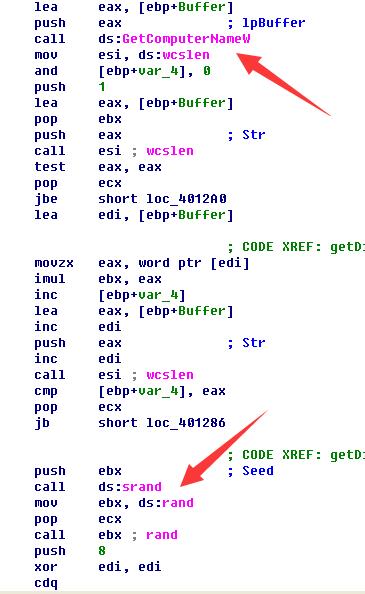 lea eax, [ebp+Buffer]
push eax ; lpBuffer
call ds:GetComputerNameW
mov esi, ds:wcslen
and [ebp+var_4], 0
push 1
lea eax, [ebp+Buffer]
pop ebx
push eax ; Str
call esi ; wcslen
test eax, eax
pop ecx
jbe short loc_4012A0
lea edi, [ebp+Buffer]
; CODE XREF: getDi
movzx eax, word ptr [edi]
imul ebx, eax
inc [ebp+var_4]
lea eax, [ebp+Buffer]
inc edi
push eax ; Str
inc edi
call esi ; wcslen
cmp [ebp+var_4], eax
pop ecx
jb short loc_401286
; CODE XREF: getDi
push ebx ; Seed
call ds:srand
mov ebx, ds:rand
pop ecx
call ebx ; rand
push 8
xor edi, edi
cdq